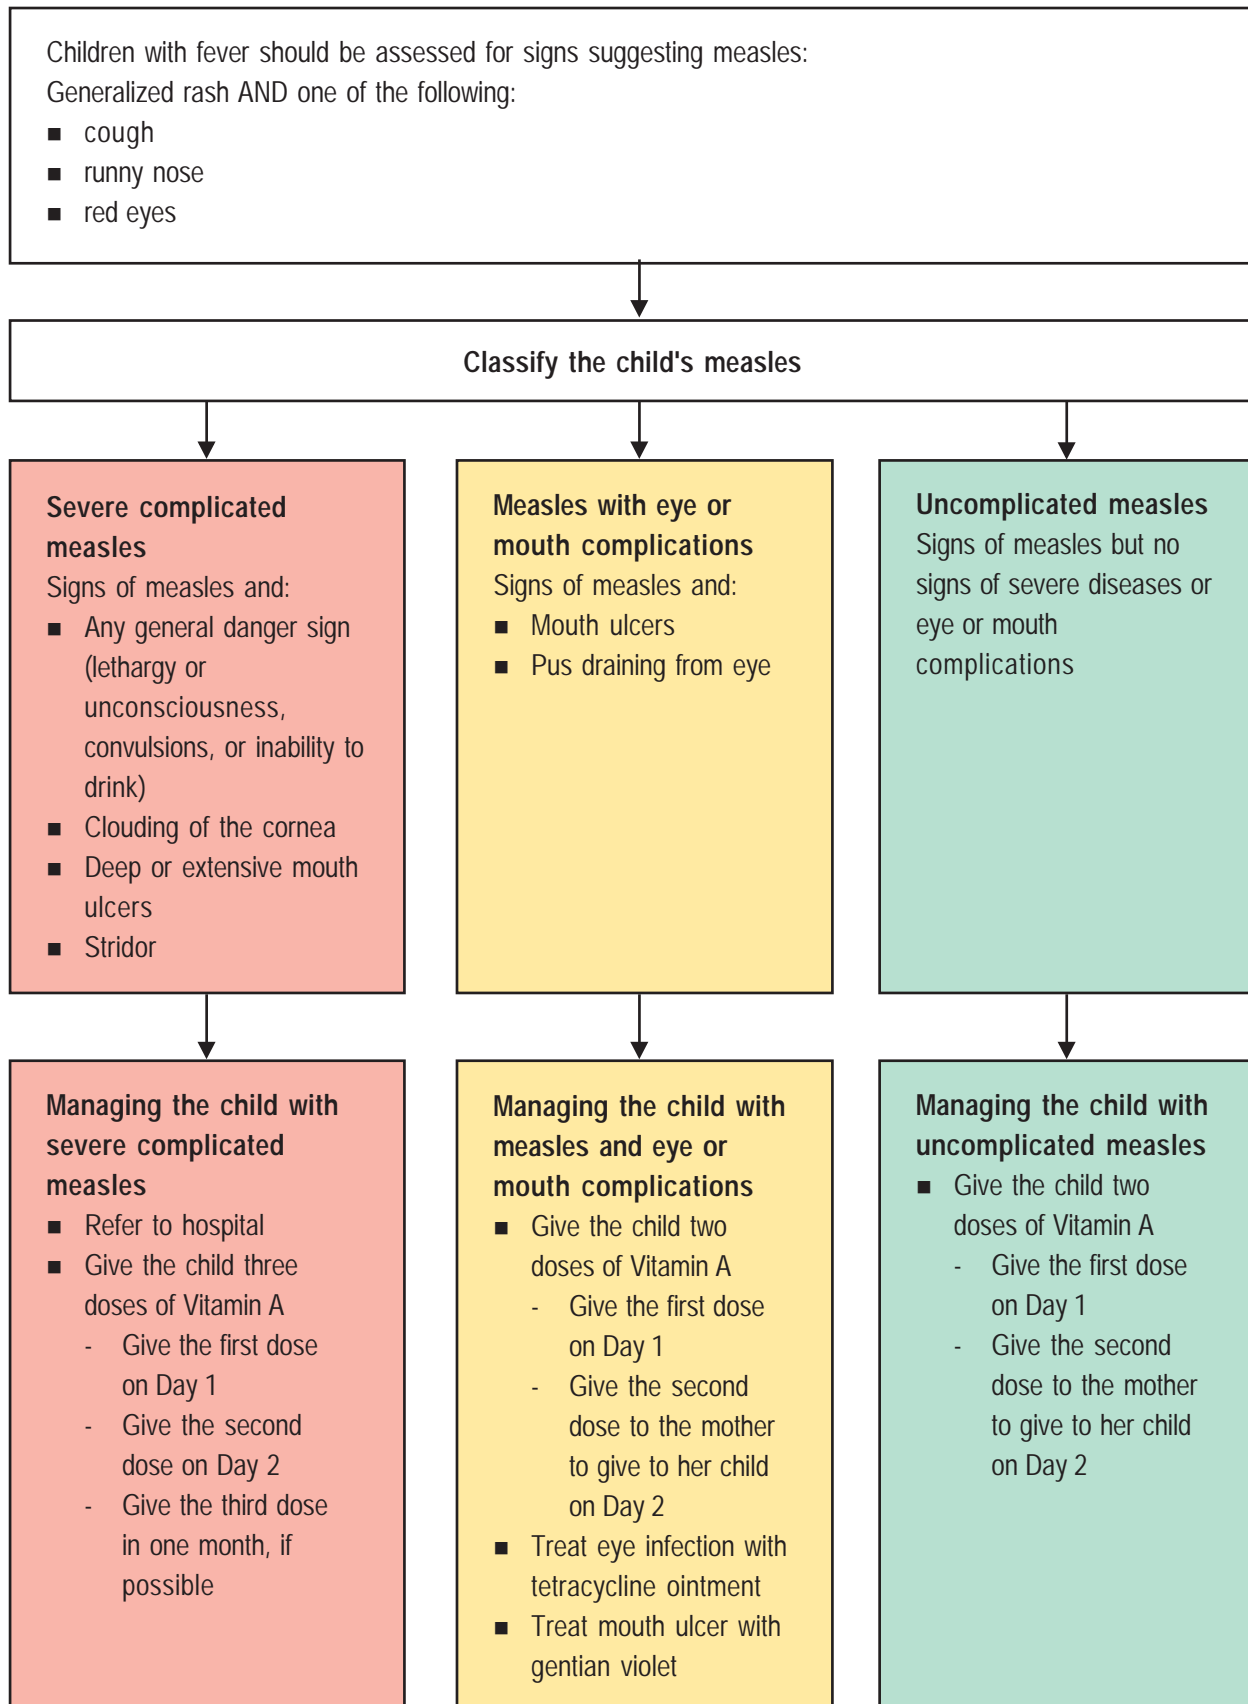 Children with fever should be assessed for signs suggesting measles:
Generalized rash AND one of the following:
■ cough
■ runny nose
■ red eyes
Classify the child's measles
Severe complicated
measles
Signs of measles and:
■ Any general danger sign
(lethargy or
unconsciousness,
convulsions, or inability to
drink)
■ Clouding of the cornea
■ Deep or extensive mouth
ulcers
■ Stridor
Measles with eye or
mouth complications
Signs of measles and:
■ Mouth ulcers
■ Pus draining from eye
Uncomplicated measles
Signs of measles but no
signs of severe diseases or
eye or mouth
complications
Managing the child with
severe complicated
measles
■ Refer to hospital
■ Give the child three
doses of Vitamin A
- Give the first dose
on Day 1
- Give the second
dose on Day 2
- Give the third dose
in one month, if
possible
Managing the child with
measles and eye or
mouth complications
■ Give the child two
doses of Vitamin A
- Give the first dose
on Day 1
- Give the second
dose to the mother
to give to her child
on Day 2
■ Treat eye infection with
tetracycline ointment
■ Treat mouth ulcer with
gentian violet
Managing the child with
uncomplicated measles
■ Give the child two
doses of Vitamin A
- Give the first dose
on Day 1
- Give the second
dose to the mother
to give to her child
on Day 2